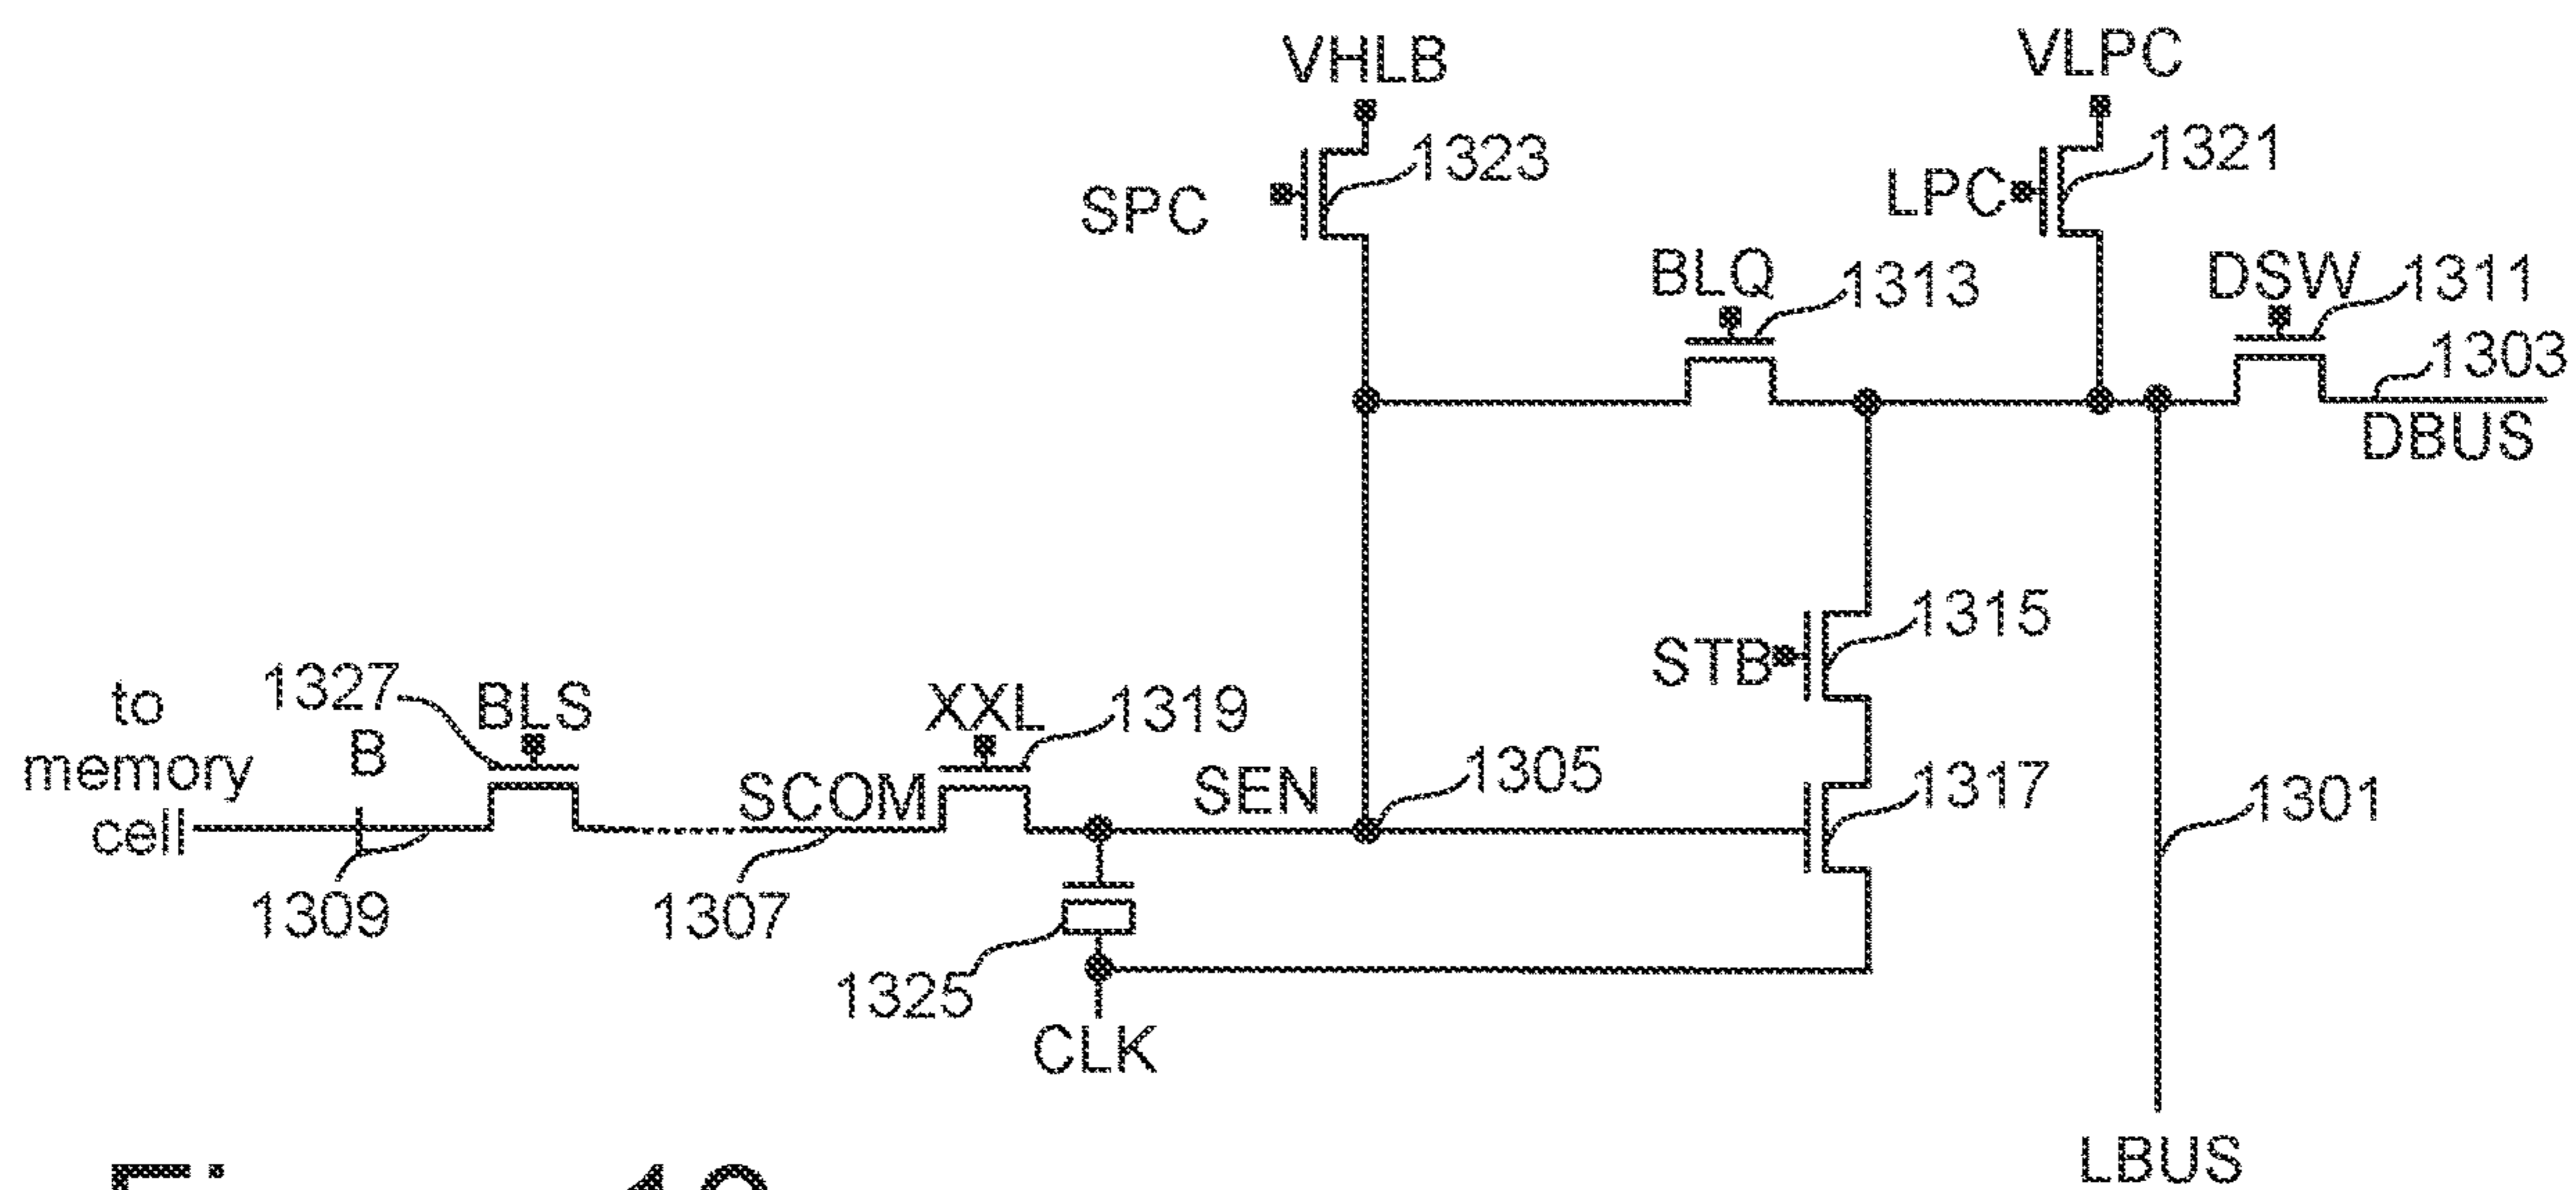 VHLB
VLPC
1323
1321
SPC
LPC
BLQ
1313
DSW
1311
1303
DBUS
1315
STB
to
memory
cell
1327
B
BLS
XXL
1319
SCOM
SEN
1305
1317
1301
1309
1307
1325
CLK
LBUS